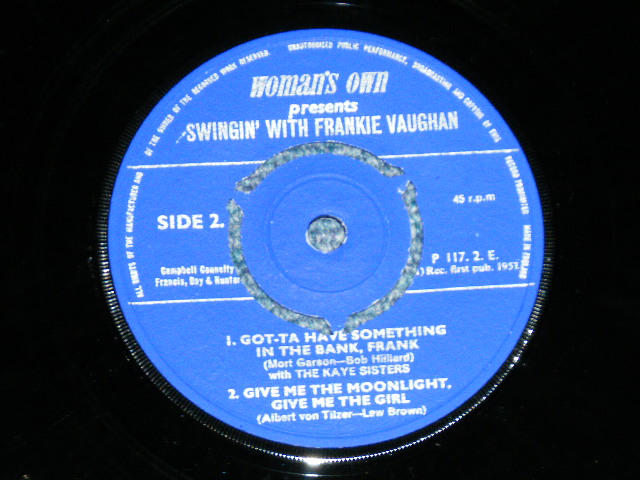 ALL RIGHTS OF THE MANUFACTURER AND OF THE OWNER OF THE RECORDED WORK RESERVED. UNAUTHORISED PUBLIC PERFORMANCE, BROADCASTING AND COPYING OF THIS RECORD PROHIBITED MADE IN ENGLAND
woman's own
presents
SWINGIN' WITH FRANKIE VAUGHAN
45 r.p.m
SIDE 2.
P 117. 2. E.
Campbell Connelly
) Rec. first pub. 1957
Francis, Day & Hunter
1. GOT-TA HAVE SOMETHING
IN THE BANK, FRANK
(Mort Garson—Bob Hilliard)
with THE KAYE SISTERS
2. GIVE ME THE MOONLIGHT,
GIVE ME THE GIRL
(Albert von Tilzer—Lew Brown)